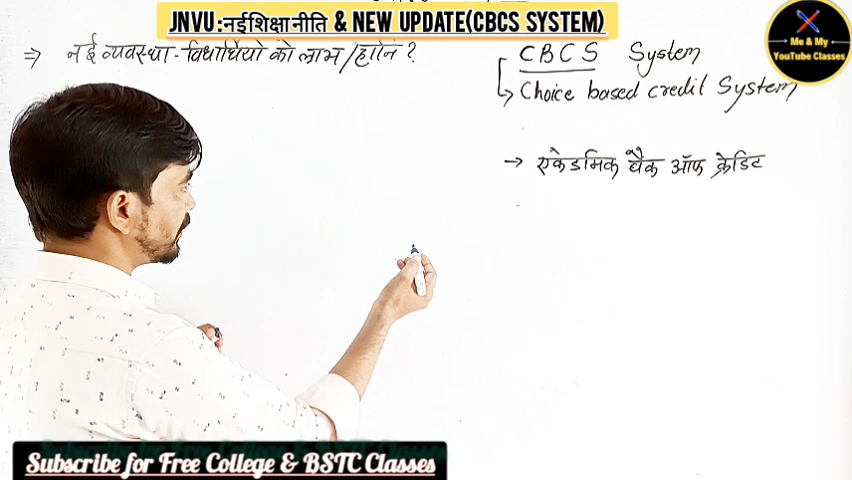 JNVU:नई शिक्षा नीति & NEW UPDATE(CBCS SYSTEM)
⇒ नई व्यवस्था - विधार्थियो को लाभ/हानि ?
CBCS System
↳ Choice based credit System
→ एकेडमिक बैंक ऑफ क्रेडिट
Me & My
YouTube Classes
Subscribe for Free College & BSTC Classes